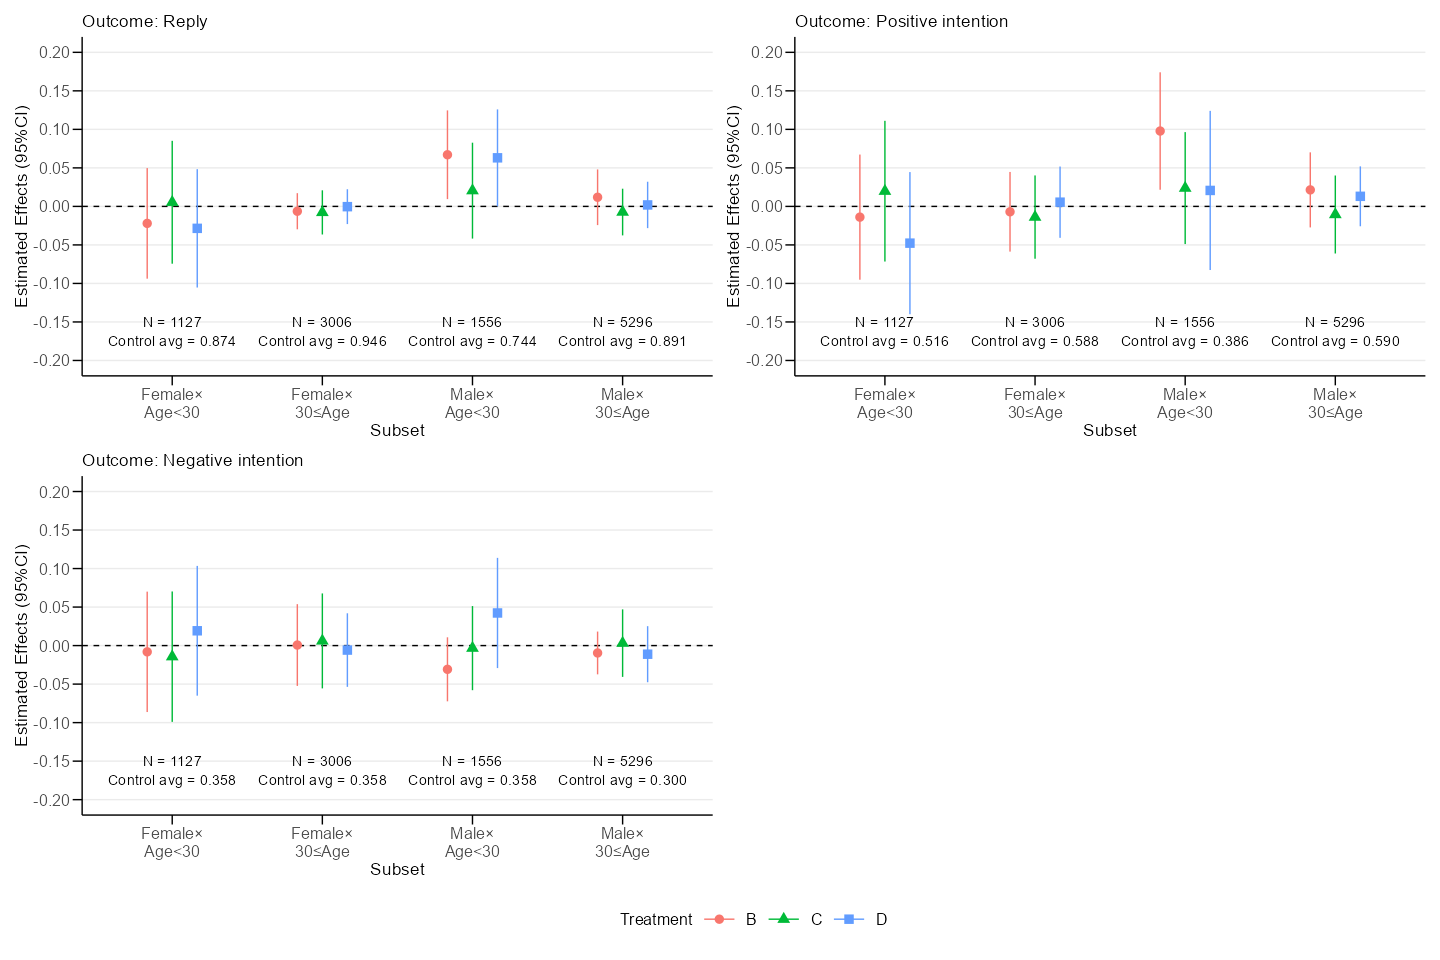 Outcome: Reply
Estimated Effects (95%CI)
0.20
0.15
0.10
0.05
0.00
-0.05
-0.10
-0.15
-0.20
N = 1127
Control avg = 0.874
N = 3006
Control avg = 0.946
N = 1556
Control avg = 0.744
N = 5296
Control avg = 0.891
Female×
Age<30
Female×
30≤Age
Male×
Age<30
Male×
30≤Age
Subset
Outcome: Positive intention
Estimated Effects (95%CI)
0.20
0.15
0.10
0.05
0.00
-0.05
-0.10
-0.15
-0.20
N = 1127
Control avg = 0.516
N = 3006
Control avg = 0.588
N = 1556
Control avg = 0.386
N = 5296
Control avg = 0.590
Female×
Age<30
Female×
30≤Age
Male×
Age<30
Male×
30≤Age
Subset
Outcome: Negative intention
Estimated Effects (95%CI)
0.20
0.15
0.10
0.05
0.00
-0.05
-0.10
-0.15
-0.20
N = 1127
Control avg = 0.358
N = 3006
Control avg = 0.358
N = 1556
Control avg = 0.358
N = 5296
Control avg = 0.300
Female×
Age<30
Female×
30≤Age
Male×
Age<30
Male×
30≤Age
Subset
Treatment B C D